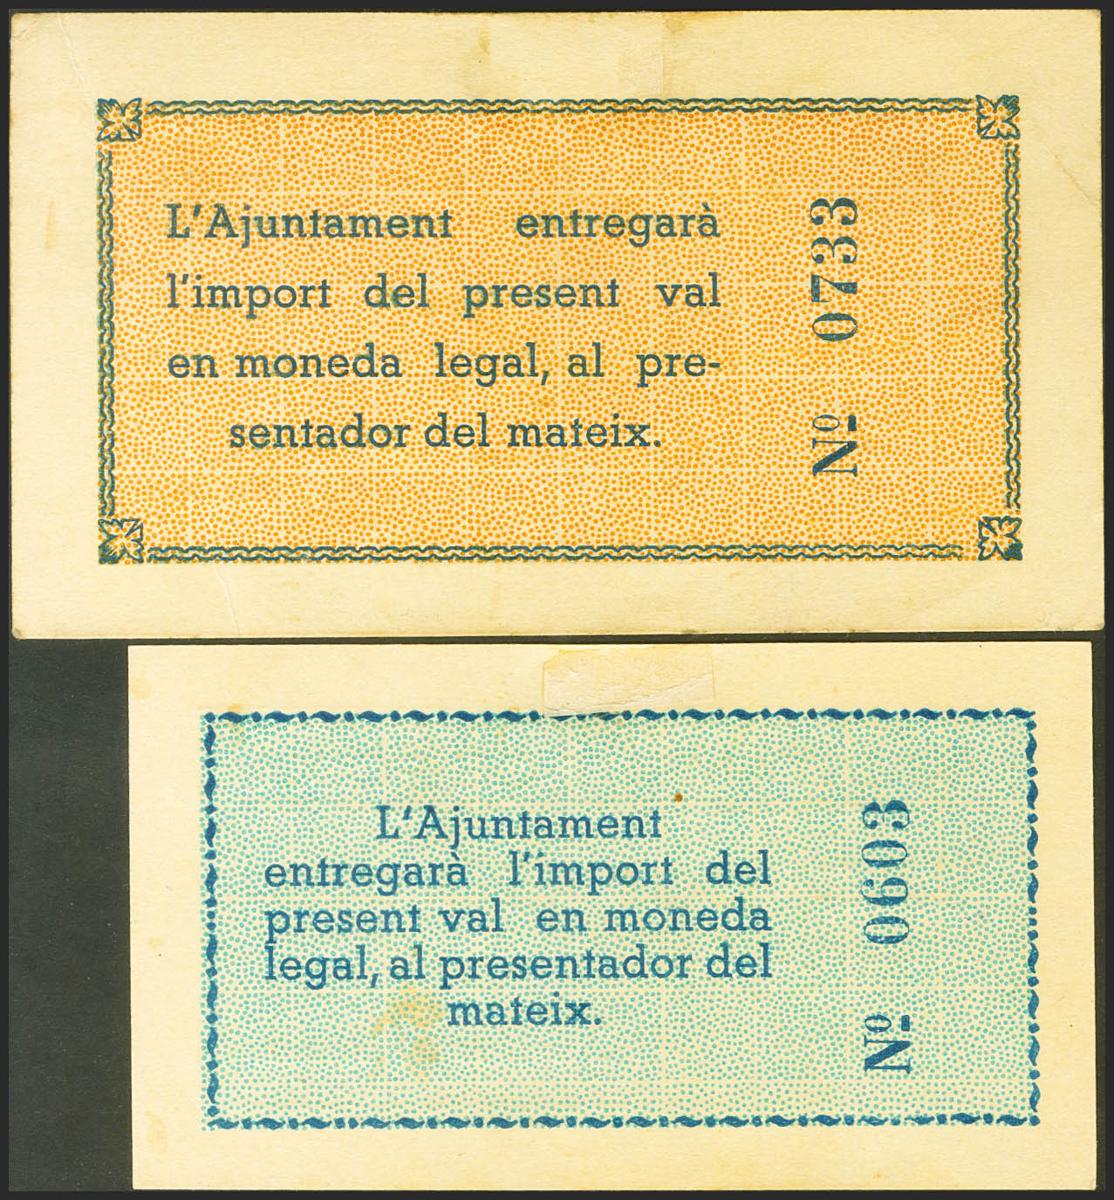 L'Ajuntament entregarà
l'import del present val
en moneda legal, al pre-
sentador del mateix.
Nº 0733
L'Ajuntament
entregarà l'import del
present val en moneda
legal, al presentador del
mateix.
Nº 0603